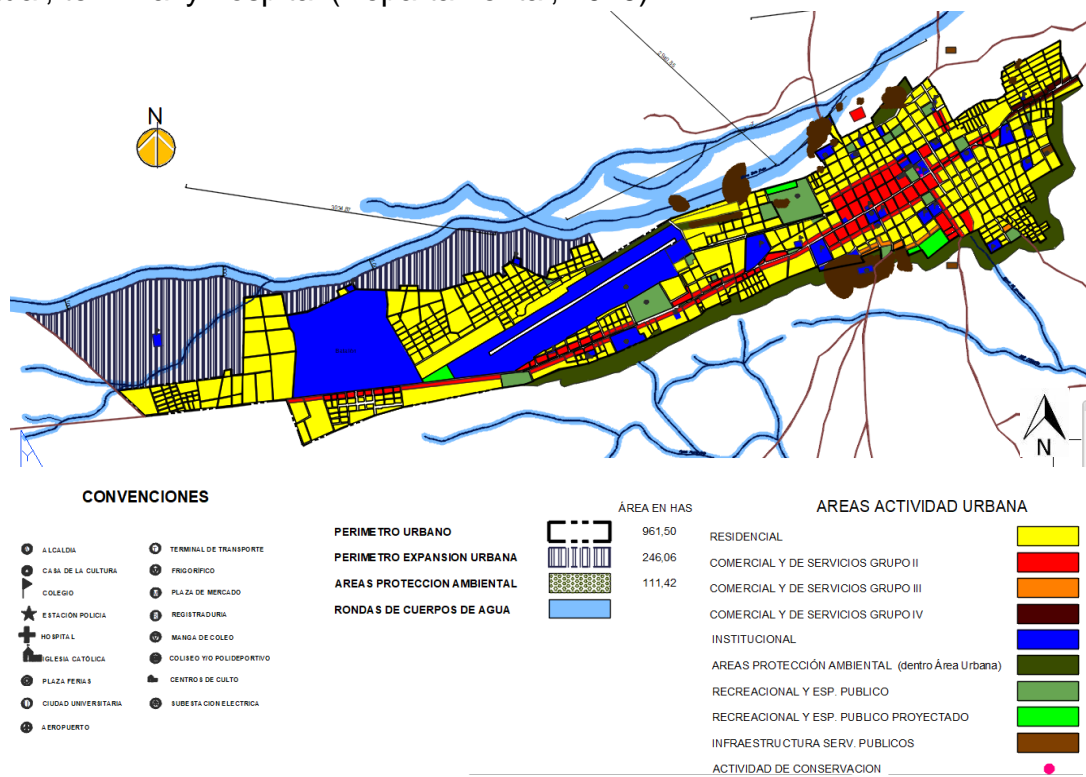 N
N
CONVENCIONES
ALCALDIA
CASA DE LA CULTURA
COLEGIO
ESTACIÓN POLICIA
HOSPITAL
IGLESIA CATÓLICA
PLAZA FERIAS
CIUDAD UNIVERSITARIA
AEROPUERTO
TERMINAL DE TRANSPORTE
FRIGORÍFICO
PLAZA DE MERCADO
REGISTRADURIA
MANGA DE COLEO
COLISEO Y/O POLIDEPORTIVO
CENTROS DE CULTO
SUBESTACION ELECTRICA
ÁREA EN HAS
PERIMETRO URBANO 961,50
PERIMETRO EXPANSION URBANA 246,06
AREAS PROTECCION AMBIENTAL 111,42
RONDAS DE CUERPOS DE AGUA
AREAS ACTIVIDAD URBANA
RESIDENCIAL
COMERCIAL Y DE SERVICIOS GRUPO II
COMERCIAL Y DE SERVICIOS GRUPO III
COMERCIAL Y DE SERVICIOS GRUPO IV
INSTITUCIONAL
AREAS PROTECCIÓN AMBIENTAL (dentro Área Urbana)
RECREACIONAL Y ESP. PUBLICO
RECREACIONAL Y ESP. PUBLICO PROYECTADO
INFRAESTRUCTURA SERV. PUBLICOS
ACTIVIDAD DE CONSERVACION